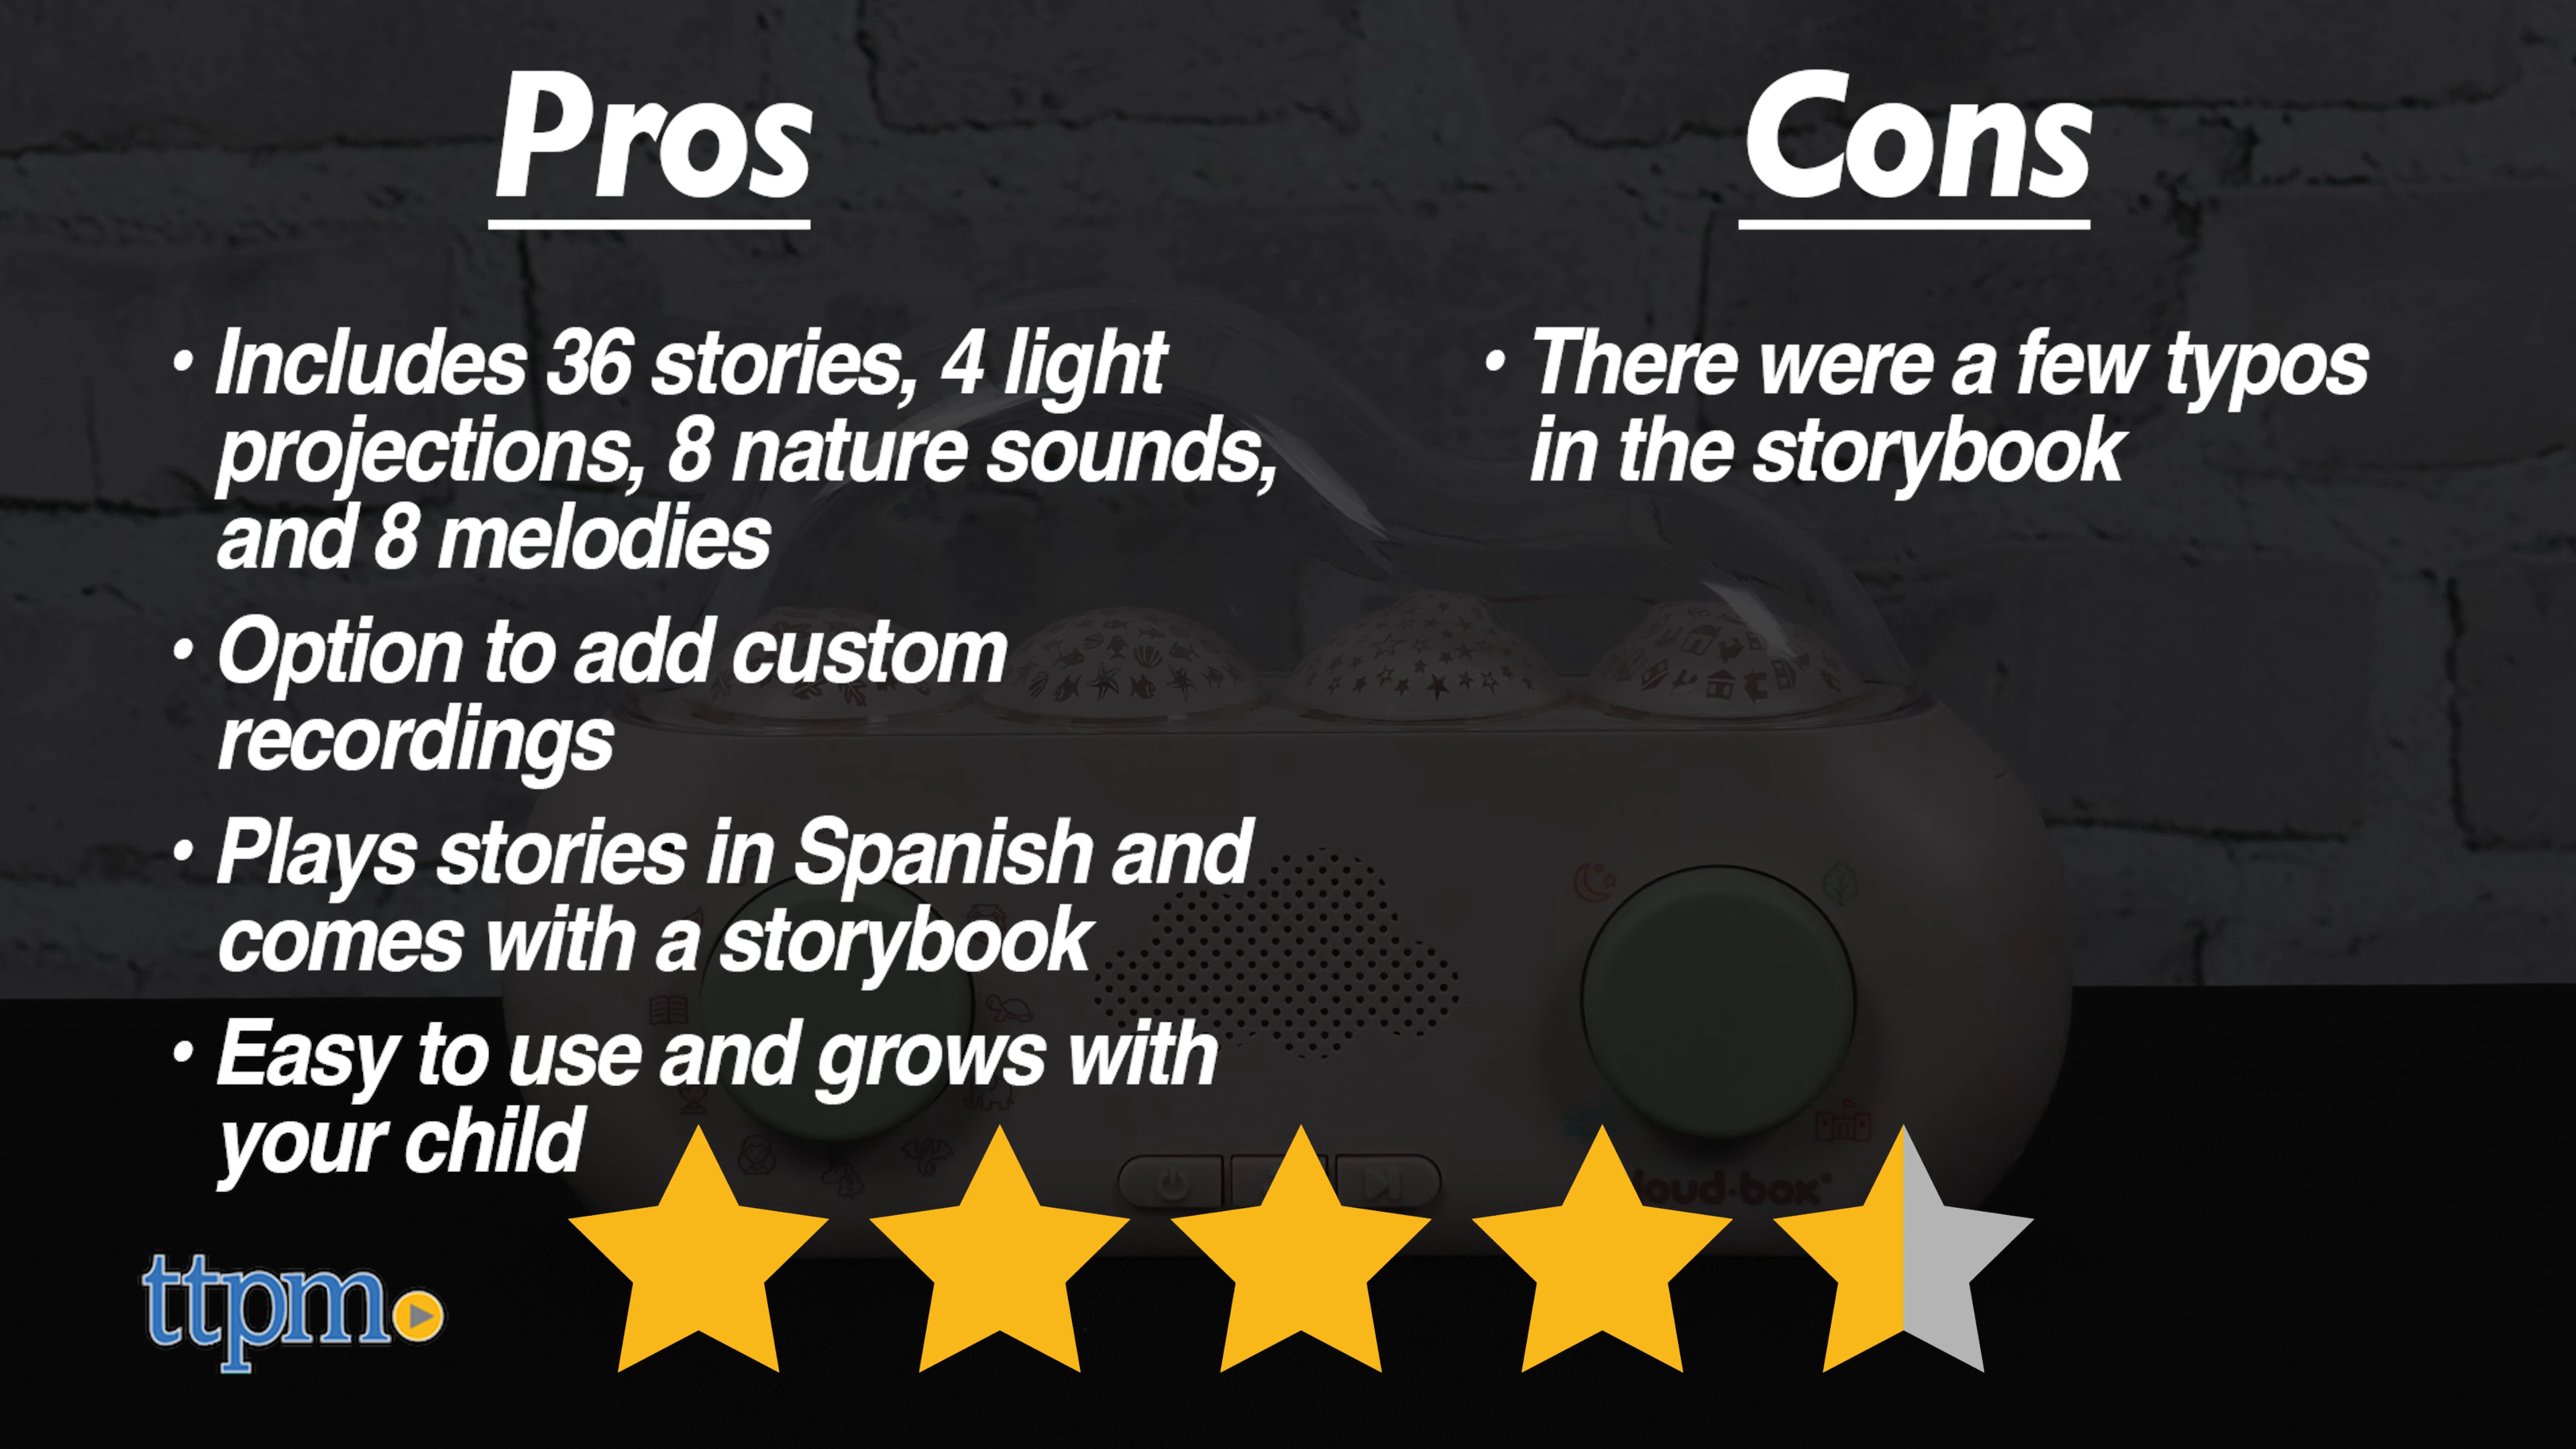 Pros
• Includes 36 stories, 4 light
projections, 8 nature sounds,
and 8 melodies
• Option to add custom
recordings
• Plays stories in Spanish and
comes with a storybook
• Easy to use and grows with
your child
Cons
• There were a few typos
in the storybook
loud·box®
ttpm